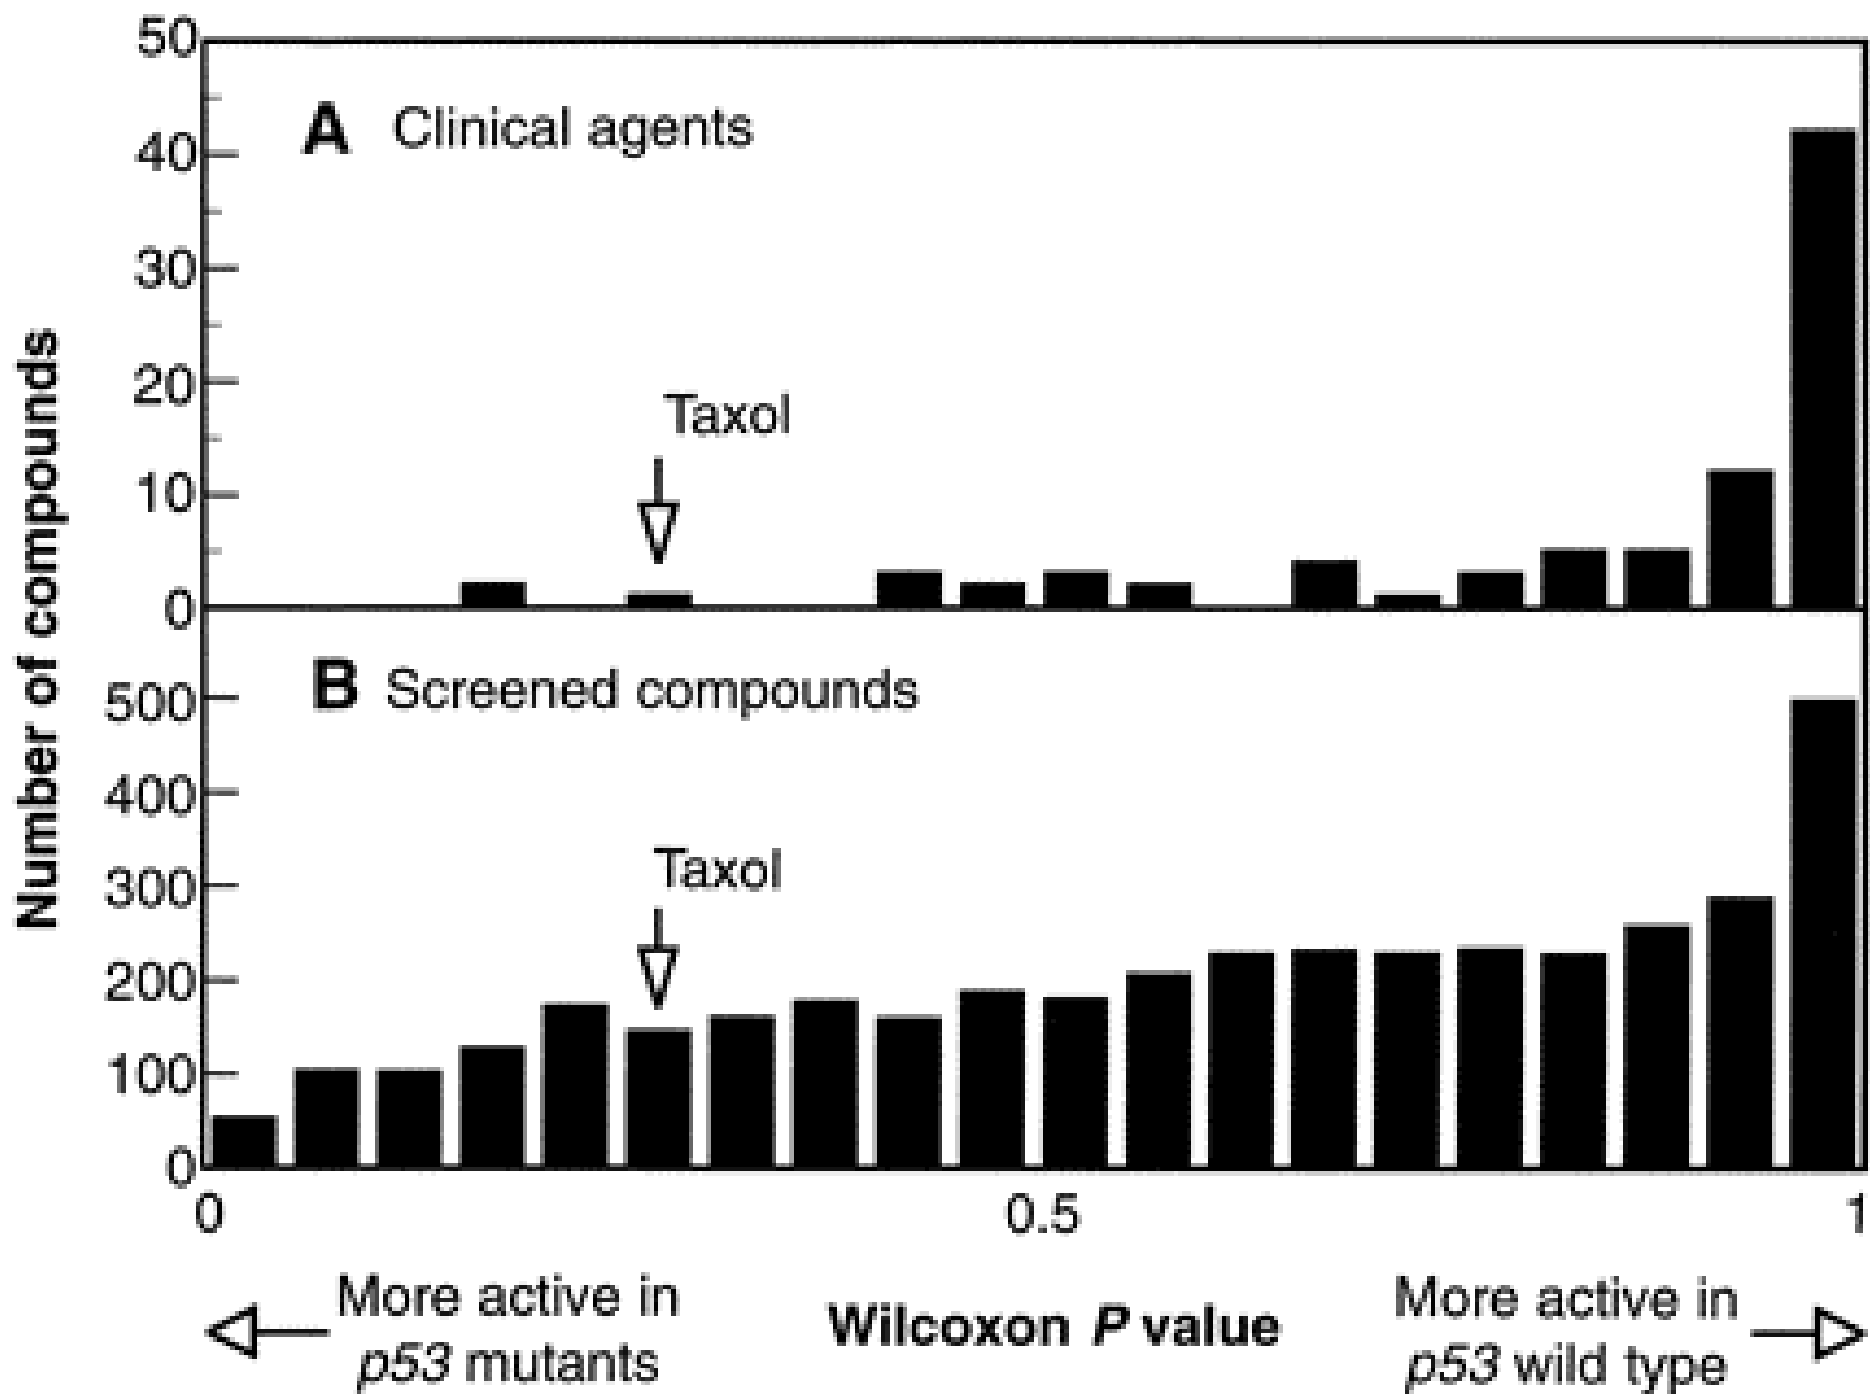 Number of compounds
50
A Clinical agents
40
30
20
Taxol
10
0
B Screened compounds
500
400
300
Taxol
200
100
0
0 0.5 1
More active in
p53 mutants
Wilcoxon P value
More active in
p53 wild type